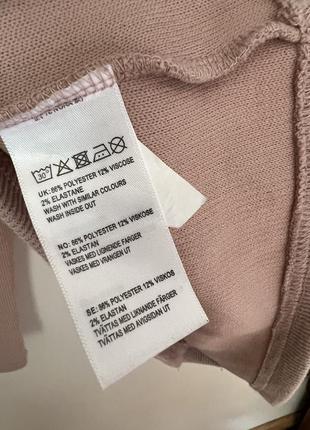 30°
UK: 86% POLYESTER 12% VISCOSE
2% ELASTANE
WASH WITH SIMILAR COLOURS
WASH INSIDE OUT
NO: 86% POLYESTER 12% VISKOS
2% ELASTAN
VASKES MED LIGNENDE FARGER
VASKES MED VRANGEN UT
SE: 86% POLYESTER 12% VISKOS
2% ELASTAN
TVÄTTAS MED LIKNANDE FÄRGER
TVÄTTAS MED AVIGSIDAN UT